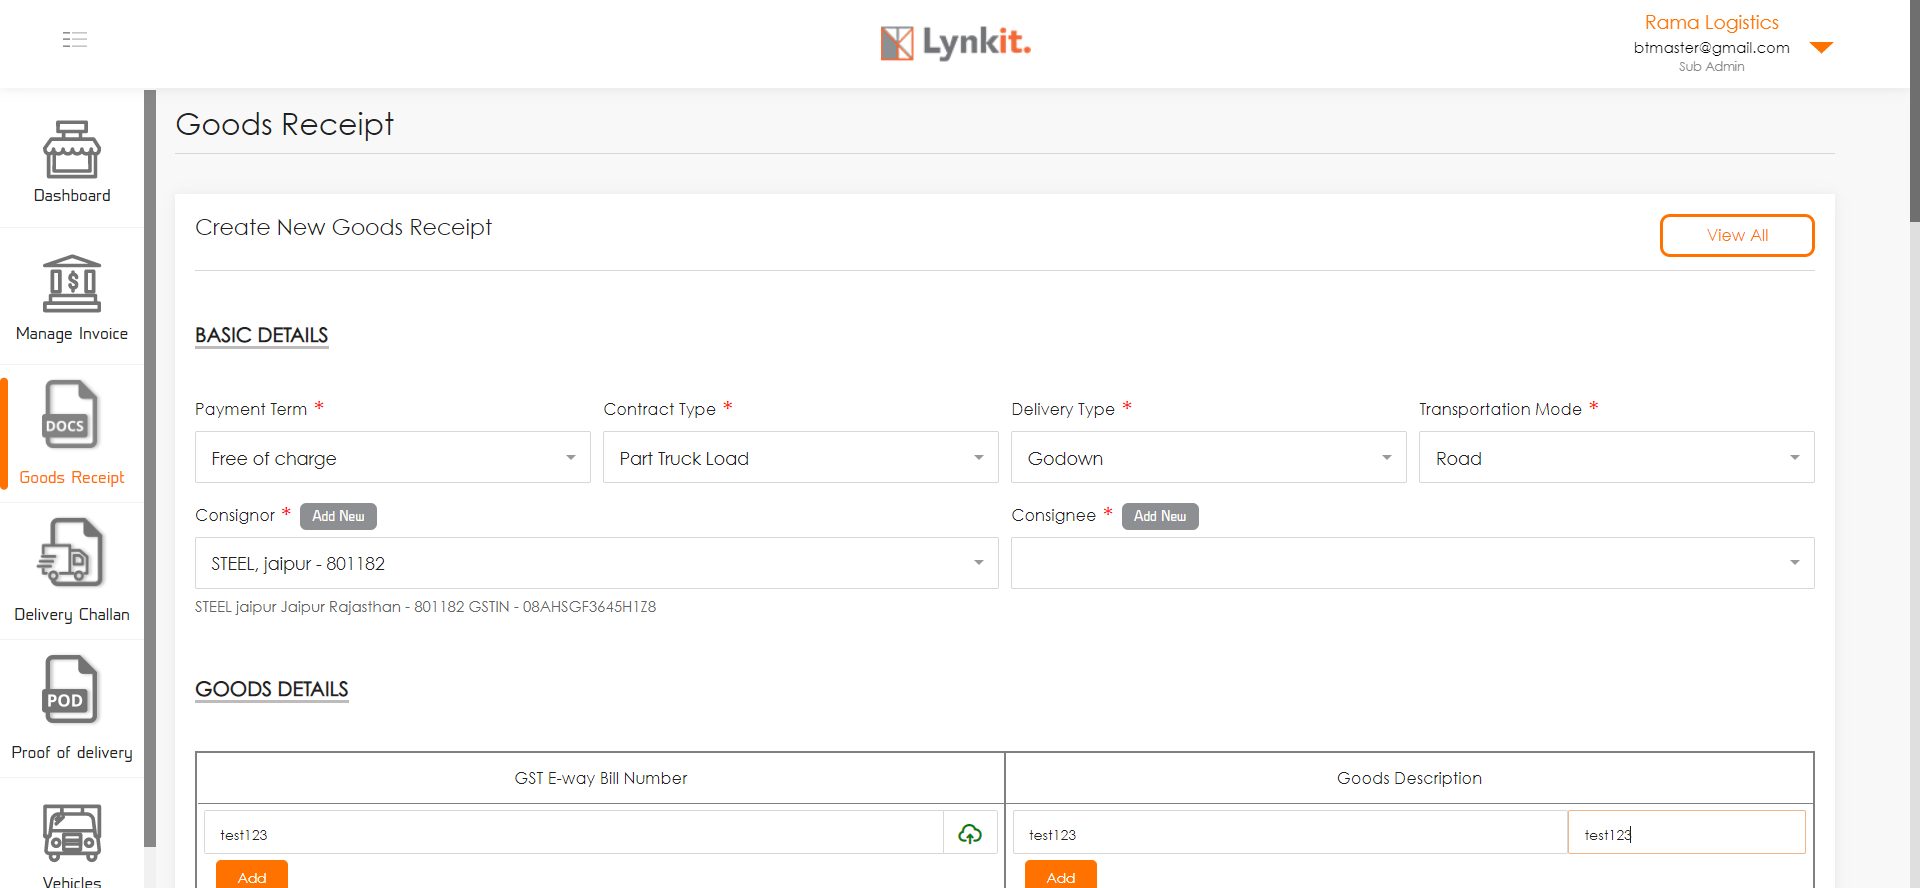 Lynkit.
Rama Logistics
btmaster@gmail.com
Sub Admin
Dashboard
Manage Invoice
DOCS
Goods Receipt
Delivery Challan
POD
Proof of delivery
Vehicles
Goods Receipt
Create New Goods Receipt
View All
BASIC DETAILS
Payment Term *
Contract Type *
Delivery Type *
Transportation Mode *
Free of charge
Part Truck Load
Godown
Road
Consignor * Add New
Consignee * Add New
STEEL, jaipur - 801182
STEEL jaipur Jaipur Rajasthan - 801182 GSTIN - 08AHSGF3645H1Z8
GOODS DETAILS
GST E-way Bill Number
Goods Description
test123
test123
test123
Add
Add